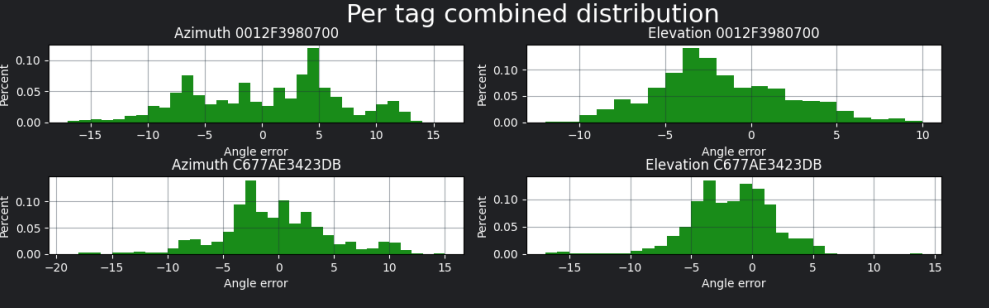 Per tag combined distribution
Azimuth 0012F3980700
Elevation 0012F3980700
Percent
0.10
0.05
0.00
−15 −10 −5 0 5 10 15
Angle error
Percent
0.10
0.05
0.00
−10 −5 0 5 10
Angle error
Azimuth C677AE3423DB
Elevation C677AE3423DB
Percent
0.10
0.05
0.00
−20 −15 −10 −5 0 5 10 15
Angle error
Percent
0.10
0.05
0.00
−15 −10 −5 0 5 10 15
Angle error